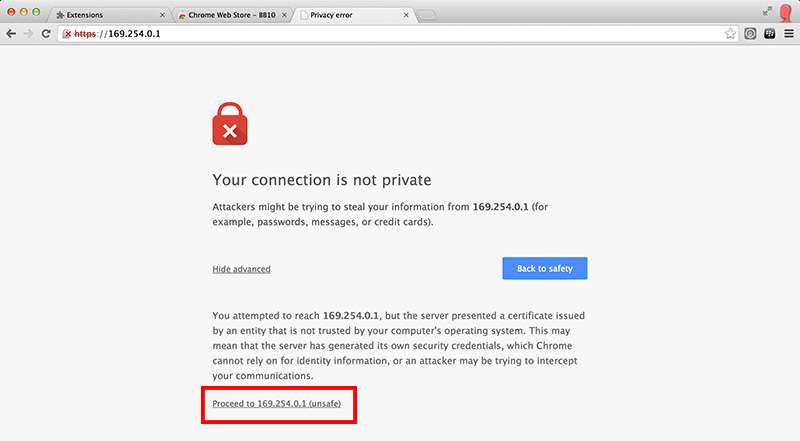 Extensions
Chrome Web Store – BB10
Privacy error
https://169.254.0.1
Your connection is not private
Attackers might be trying to steal your information from 169.254.0.1 (for
example, passwords, messages, or credit cards).
Hide advanced
Back to safety
You attempted to reach 169.254.0.1, but the server presented a certificate issued
by an entity that is not trusted by your computer's operating system. This may
mean that the server has generated its own security credentials, which Chrome
cannot rely on for identity information, or an attacker may be trying to intercept
your communications.
Proceed to 169.254.0.1 (unsafe)